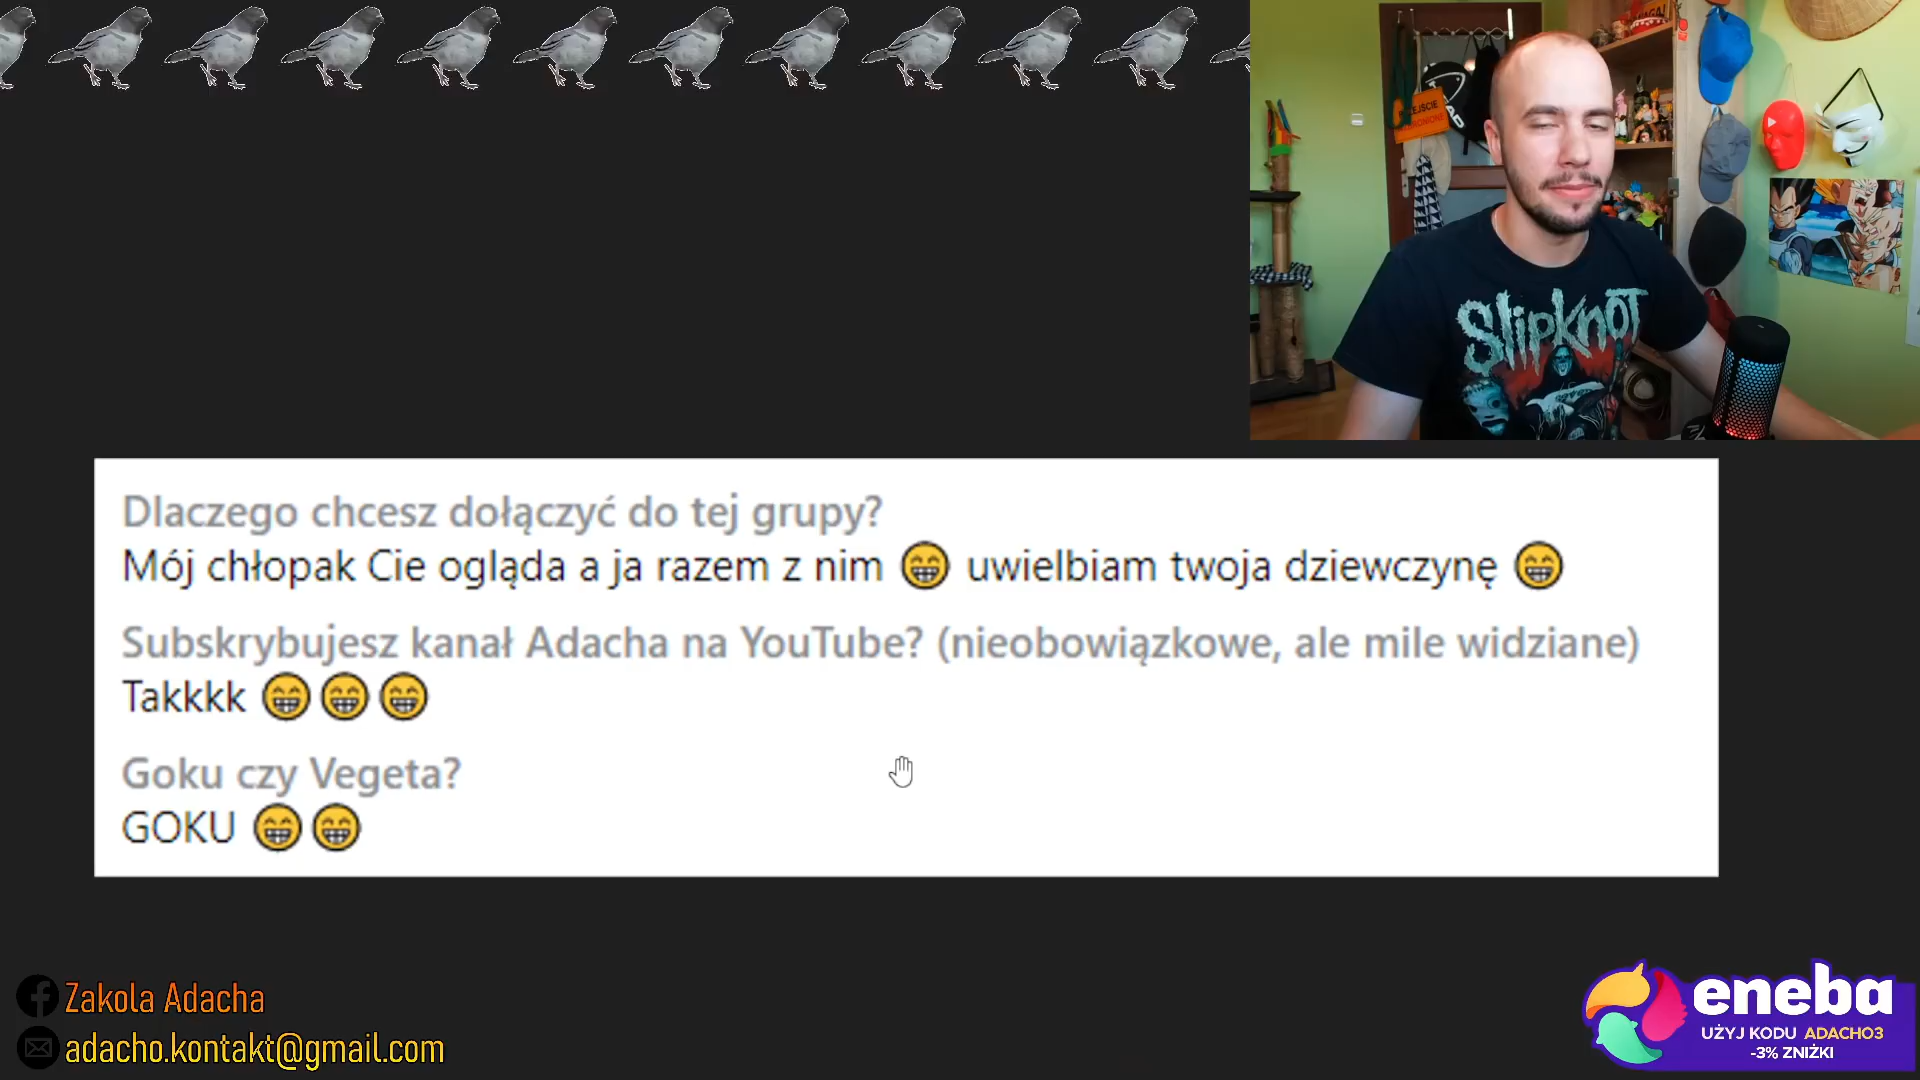 Slipknot
Dlaczego chcesz dołączyć do tej grupy?
Mój chłopak Cie ogląda a ja razem z nim 😁 uwielbiam twoja dziewczynę 😁
Subskrybujesz kanał Adacha na YouTube? (nieobowiązkowe, ale mile widziane)
Takkkk 😁😁😁
Goku czy Vegeta?
GOKU 😁😁
Zakola Adacha
adacho.kontakt@gmail.com
eneba
UŻYJ KODU ADACHO3
-3% ZNIŻKI